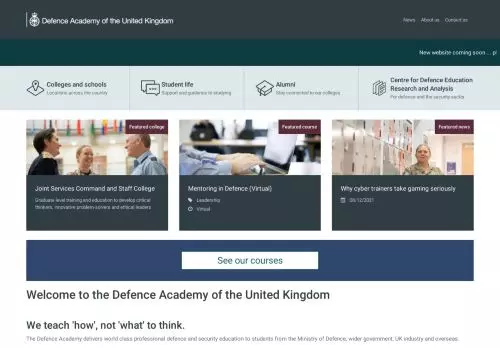 Defence Academy of the United Kingdom
News About us Contact us
New website coming soon... pl
Colleges and schools
Locations across the country
Student life
Support and guidance to studying
Alumni
Stay connected to our colleges
Centre for Defence Education
Research and Analysis
For defence and the security sector
Featured college
Joint Services Command and Staff College
Graduate level training and education to develop critical
thinkers, innovative problem-solvers and ethical leaders
Featured course
Mentoring in Defence (Virtual)
Leadership
Virtual
Featured news
Why cyber trainers take gaming seriously
08/12/2021
See our courses
Welcome to the Defence Academy of the United Kingdom
We teach 'how', not 'what' to think.
The Defence Academy delivers world class professional defence and security education to students from the Ministry of Defence, wider government, UK industry and overseas.